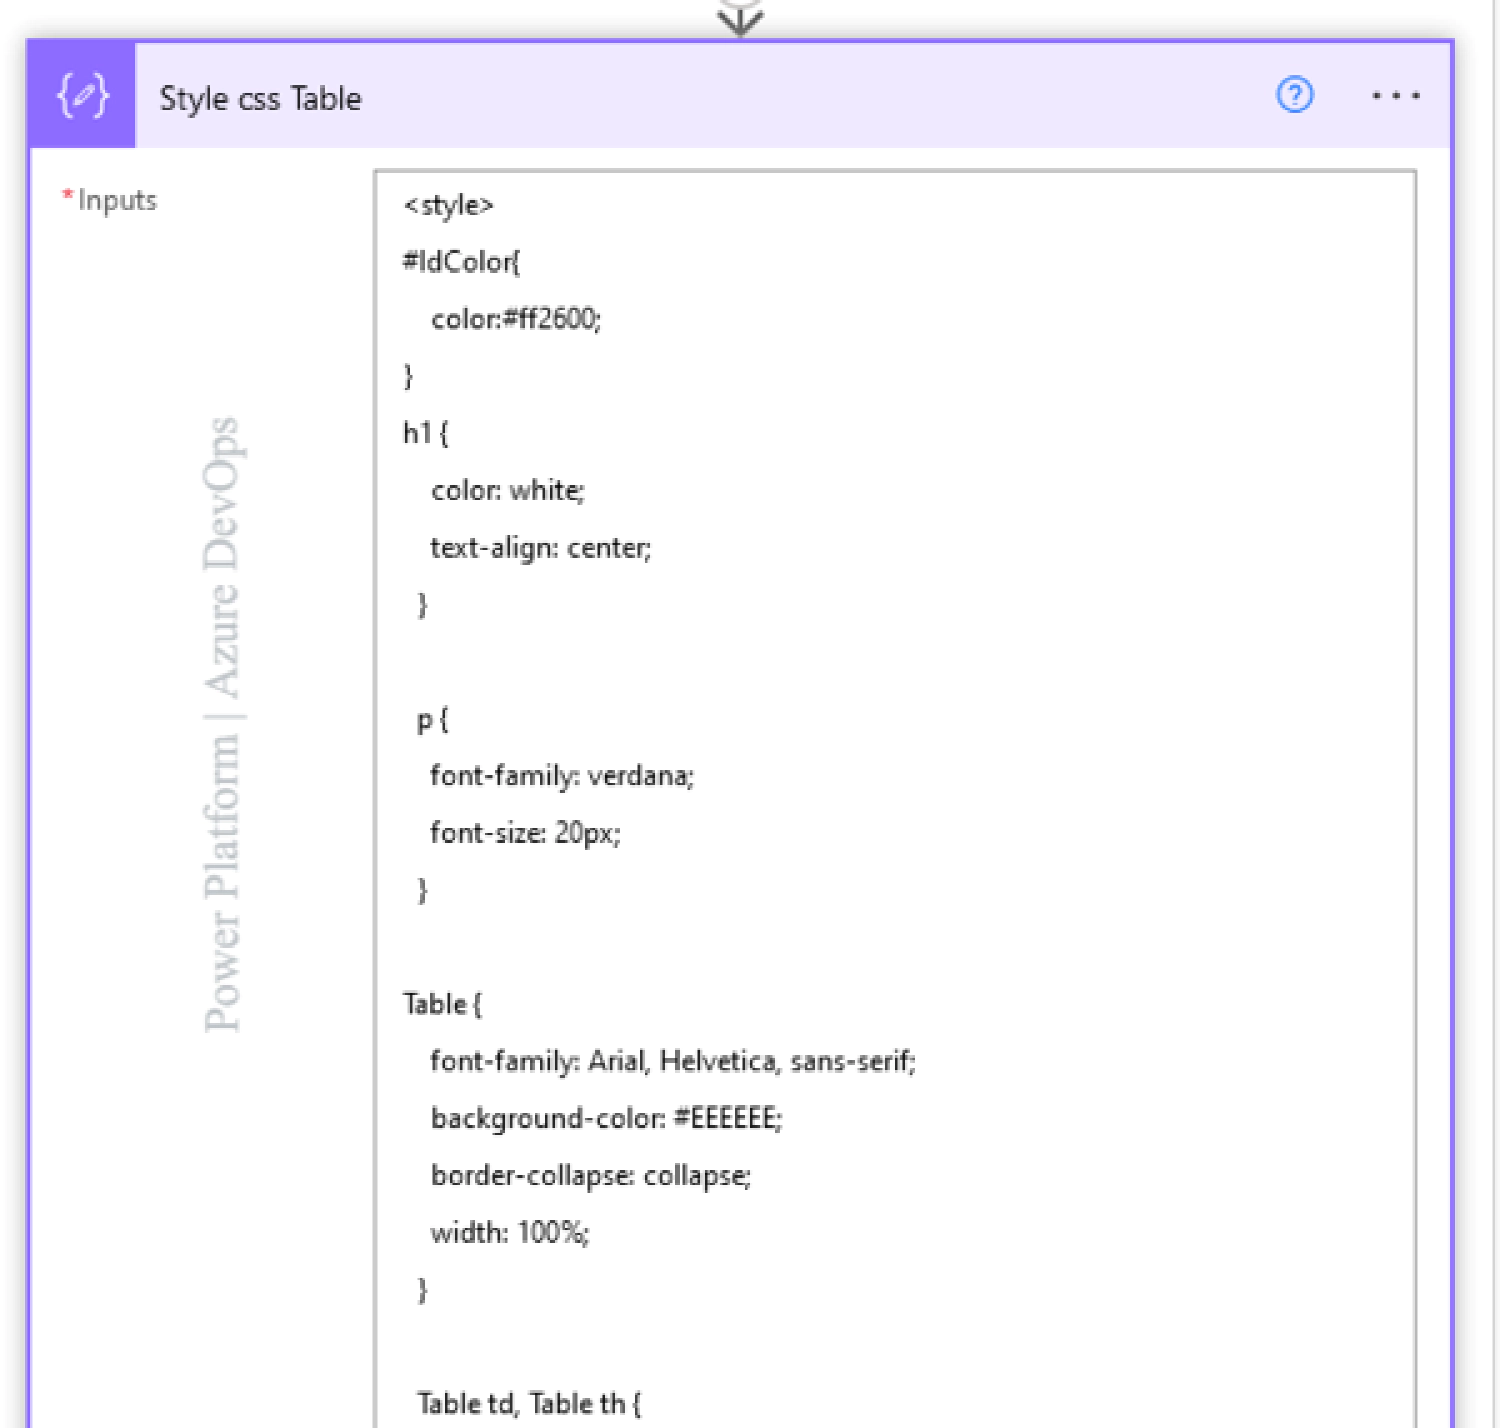 Style css Table
?
* Inputs
<style>
#IdColor{
color:#ff2600;
}
h1 {
color: white;
text-align: center;
}
p {
font-family: verdana;
font-size: 20px;
}
Table {
font-family: Arial, Helvetica, sans-serif;
background-color: #EEEEEE;
border-collapse: collapse;
width: 100%;
}
Table td, Table th {
Power Platform | Azure DevOps